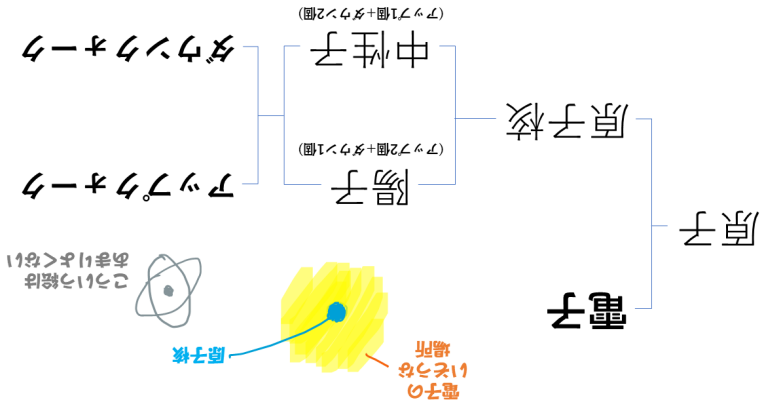 電子の
いそうな
場所
原子核
こういう絵は
あまりよくない
電子
原子
原子核
陽子
(アップ2個+ダウン1個)
アップクォーク
中性子
(アップ1個+ダウン2個)
ダウンクォーク